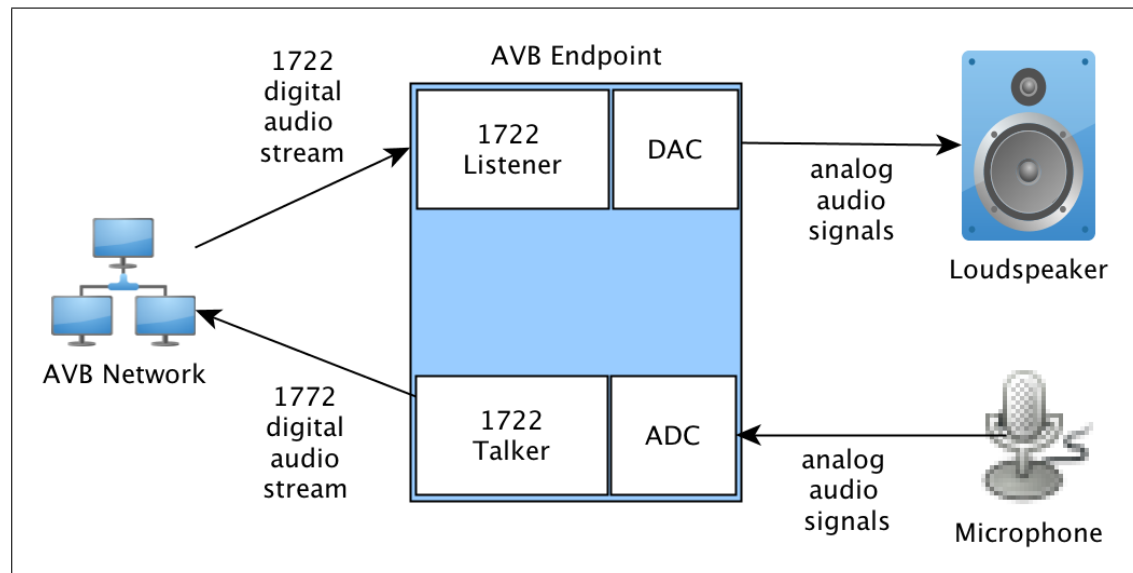 1722
digital
audio
stream
AVB Endpoint
1722
Listener
DAC
analog
audio
signals
Loudspeaker
AVB Network
1772
digital
audio
stream
1722
Talker
ADC
analog
audio
signals
Microphone